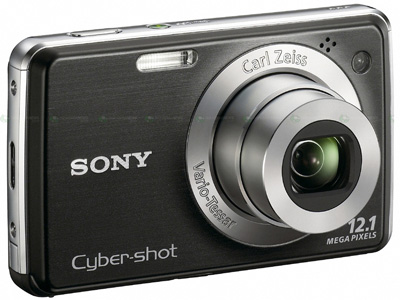 Carl Zeiss
SONY
Vario-Tessar
12.1
MEGA PIXELS
Cyber-shot